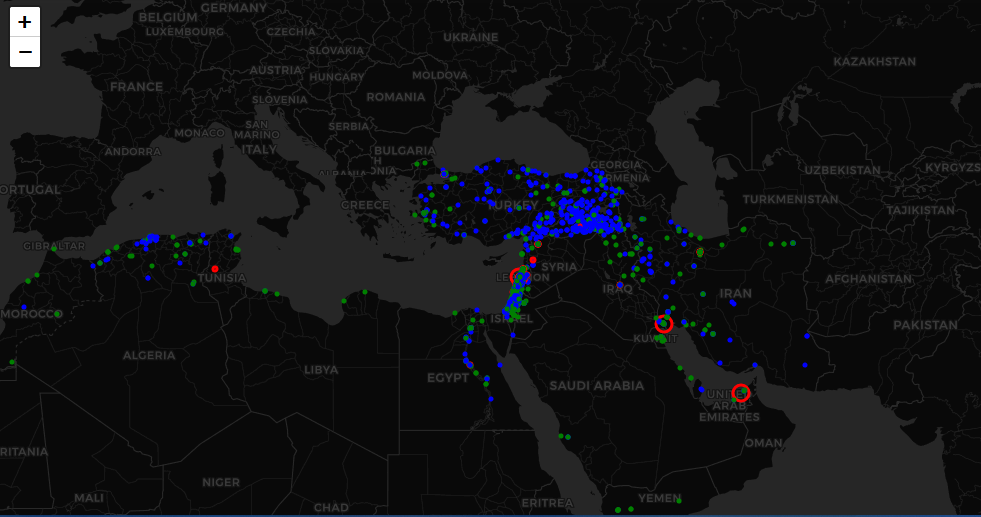 +
−
GERMANY
BELGIUM
LUXEMBOURG
CZECHIA
UKRAINE
SLOVAKIA
KAZAKHSTAN
AUSTRIA
HUNGARY
MOLDOVA
FRANCE
SLOVENIA
ROMANIA
SAN
MARINO
MONACO
SERBIA
ITALY
ANDORRA
BULGARIA
GEORGIA
UZBEKISTAN
KYRGYZS
ARMENIA
ORTUGAL
GREECE
TURKEY
TURKMENISTAN
TAJIKISTAN
GIBRALTAR
SYRIA
TUNISIA
LEBANON
AFGHANISTAN
IRAQ
IRAN
MOROCCO
ISRAEL
PAKISTAN
KUWAIT
ALGERIA
LIBYA
EGYPT
SAUDI ARABIA
UNITED
ARAB
EMIRATES
OMAN
RITANIA
NIGER
MALI
CHAD
ERITREA
YEMEN